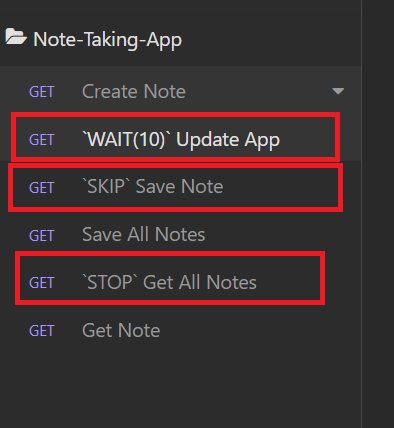 Note-Taking-App
GET Create Note
GET `WAIT(10)` Update App
GET `SKIP` Save Note
GET Save All Notes
GET `STOP` Get All Notes
GET Get Note